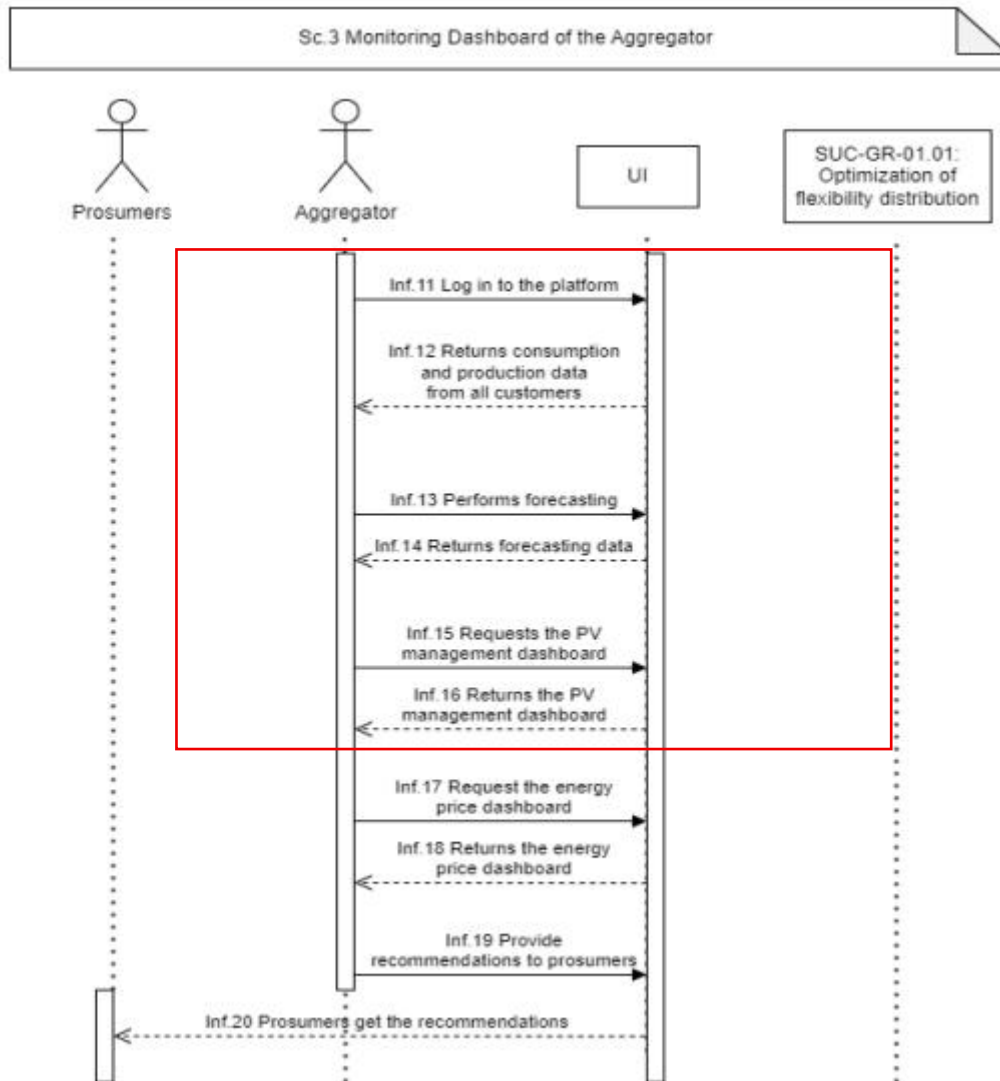 Sc.3 Monitoring Dashboard of the Aggregator
Prosumers
Aggregator
UI
SUC-GR-01.01:
Optimization of
flexibility distribution
Inf.11 Log in to the platform
Inf.12 Returns consumption
and production data
from all customers
Inf.13 Performs forecasting
Inf.14 Returns forecasting data
Inf.15 Requests the PV
management dashboard
Inf.16 Returns the PV
management dashboard
Inf.17 Request the energy
price dashboard
Inf.18 Returns the energy
price dashboard
Inf.19 Provide
recommendations to prosumers
Inf.20 Prosumers get the recommendations